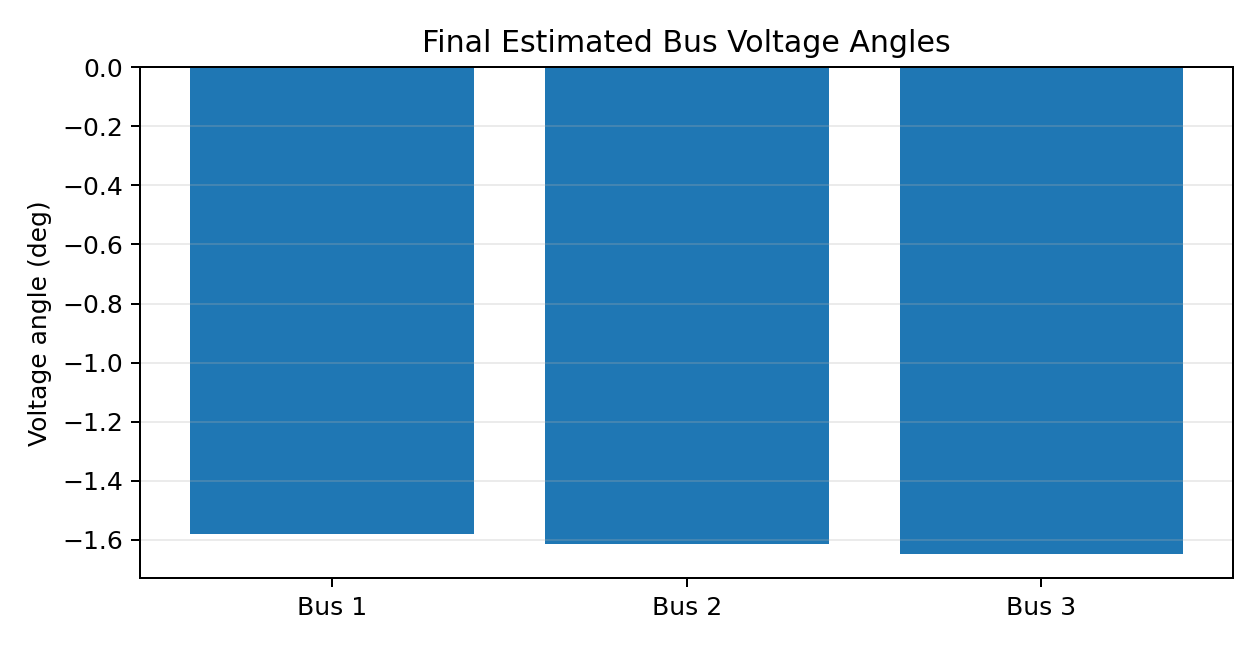 Final Estimated Bus Voltage Angles
0.0
−0.2
−0.4
−0.6
−0.8
−1.0
−1.2
−1.4
−1.6
Voltage angle (deg)
Bus 1
Bus 2
Bus 3